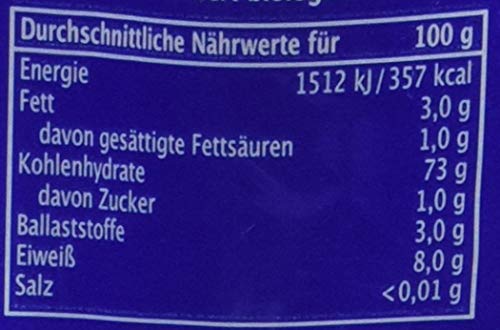 Durchschnittliche Nährwerte für 100 g
Energie 1512 kJ/357 kcal
Fett 3,0 g
davon gesättigte Fettsäuren 1,0 g
Kohlenhydrate 73 g
davon Zucker 1,0 g
Ballaststoffe 3,0 g
Eiweiß 8,0 g
Salz <0,01 g